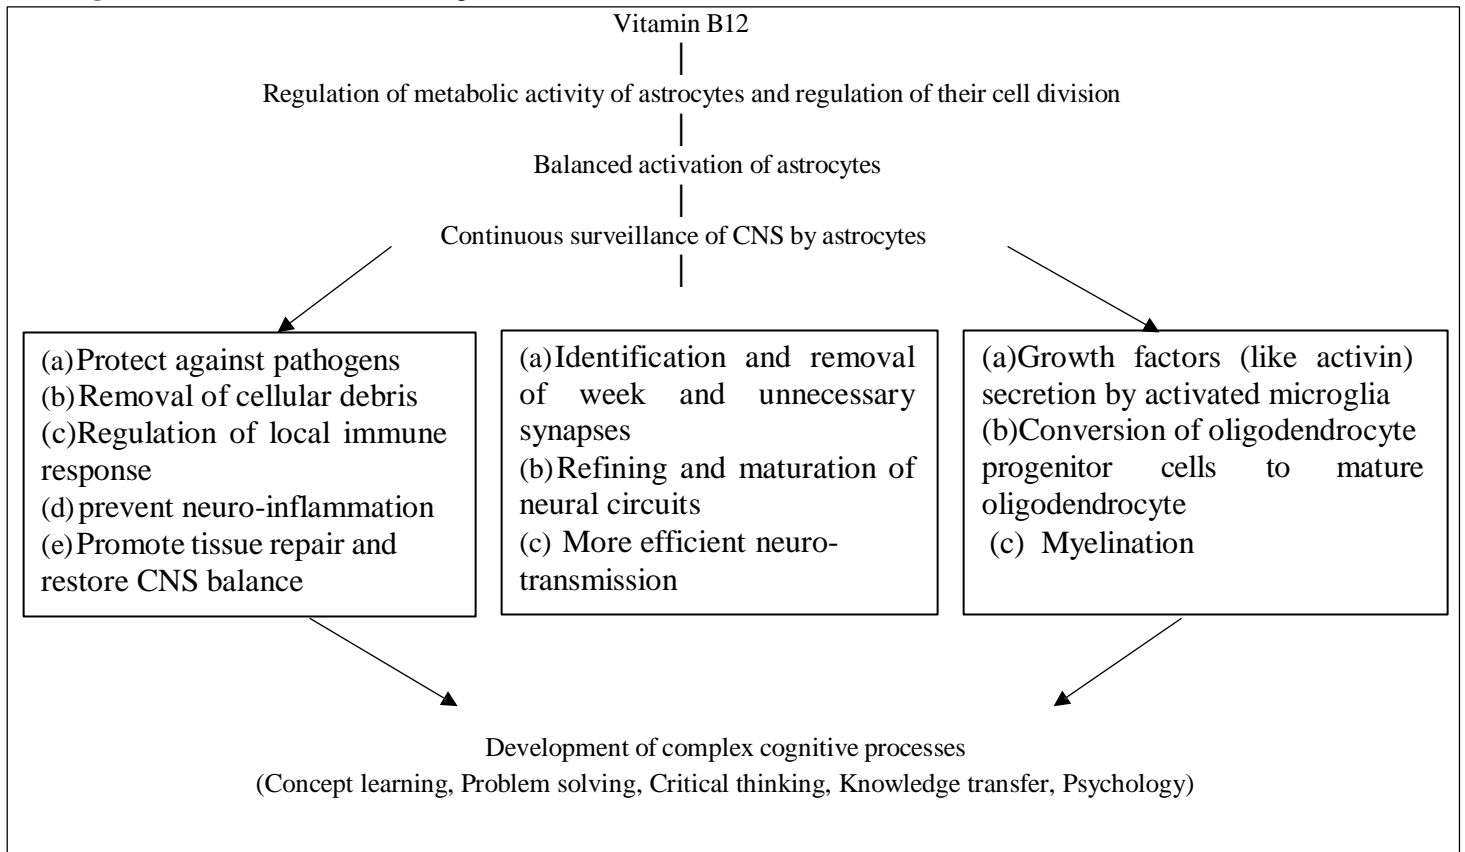 Vitamin B12
Regulation of metabolic activity of astrocytes and regulation of their cell division
Balanced activation of astrocytes
Continuous surveillance of CNS by astrocytes
(a) Protect against pathogens
(b) Removal of cellular debris
(c) Regulation of local immune
response
(d) prevent neuro-inflammation
(e) Promote tissue repair and
restore CNS balance
(a) Identification and removal
of week and unnecessary
synapses
(b) Refining and maturation of
neural circuits
(c) More efficient neuro-
transmission
(a)Growth factors (like activin)
secretion by activated microglia
(b)Conversion of oligodendrocyte
progenitor cells to mature
oligodendrocyte
(c) Myelination
Development of complex cognitive processes
(Concept learning, Problem solving, Critical thinking, Knowledge transfer, Psychology)